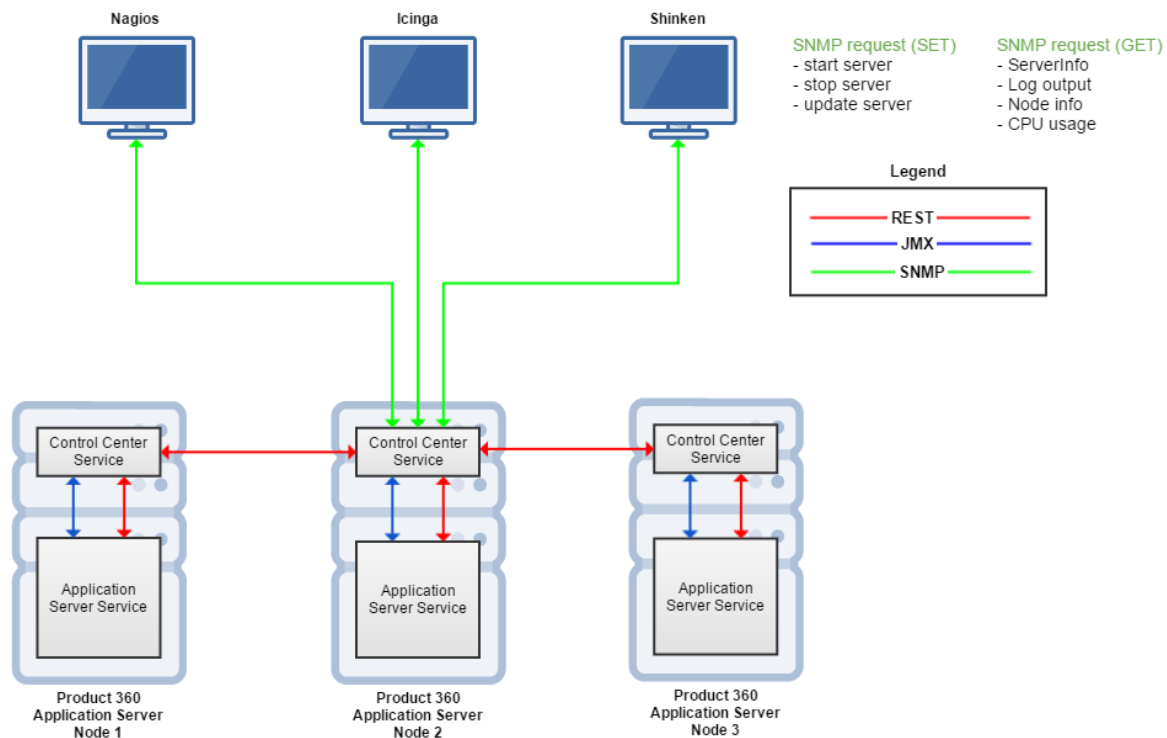 Nagios
Icinga
Shinken
SNMP request (SET)
- start server
- stop server
- update server
SNMP request (GET)
- ServerInfo
- Log output
- Node info
- CPU usage
Legend
REST
JMX
SNMP
Control Center
Service
Application
Server Service
Product 360
Application Server
Node 1
Control Center
Service
Application
Server Service
Product 360
Application Server
Node 2
Control Center
Service
Application
Server Service
Product 360
Application Server
Node 3